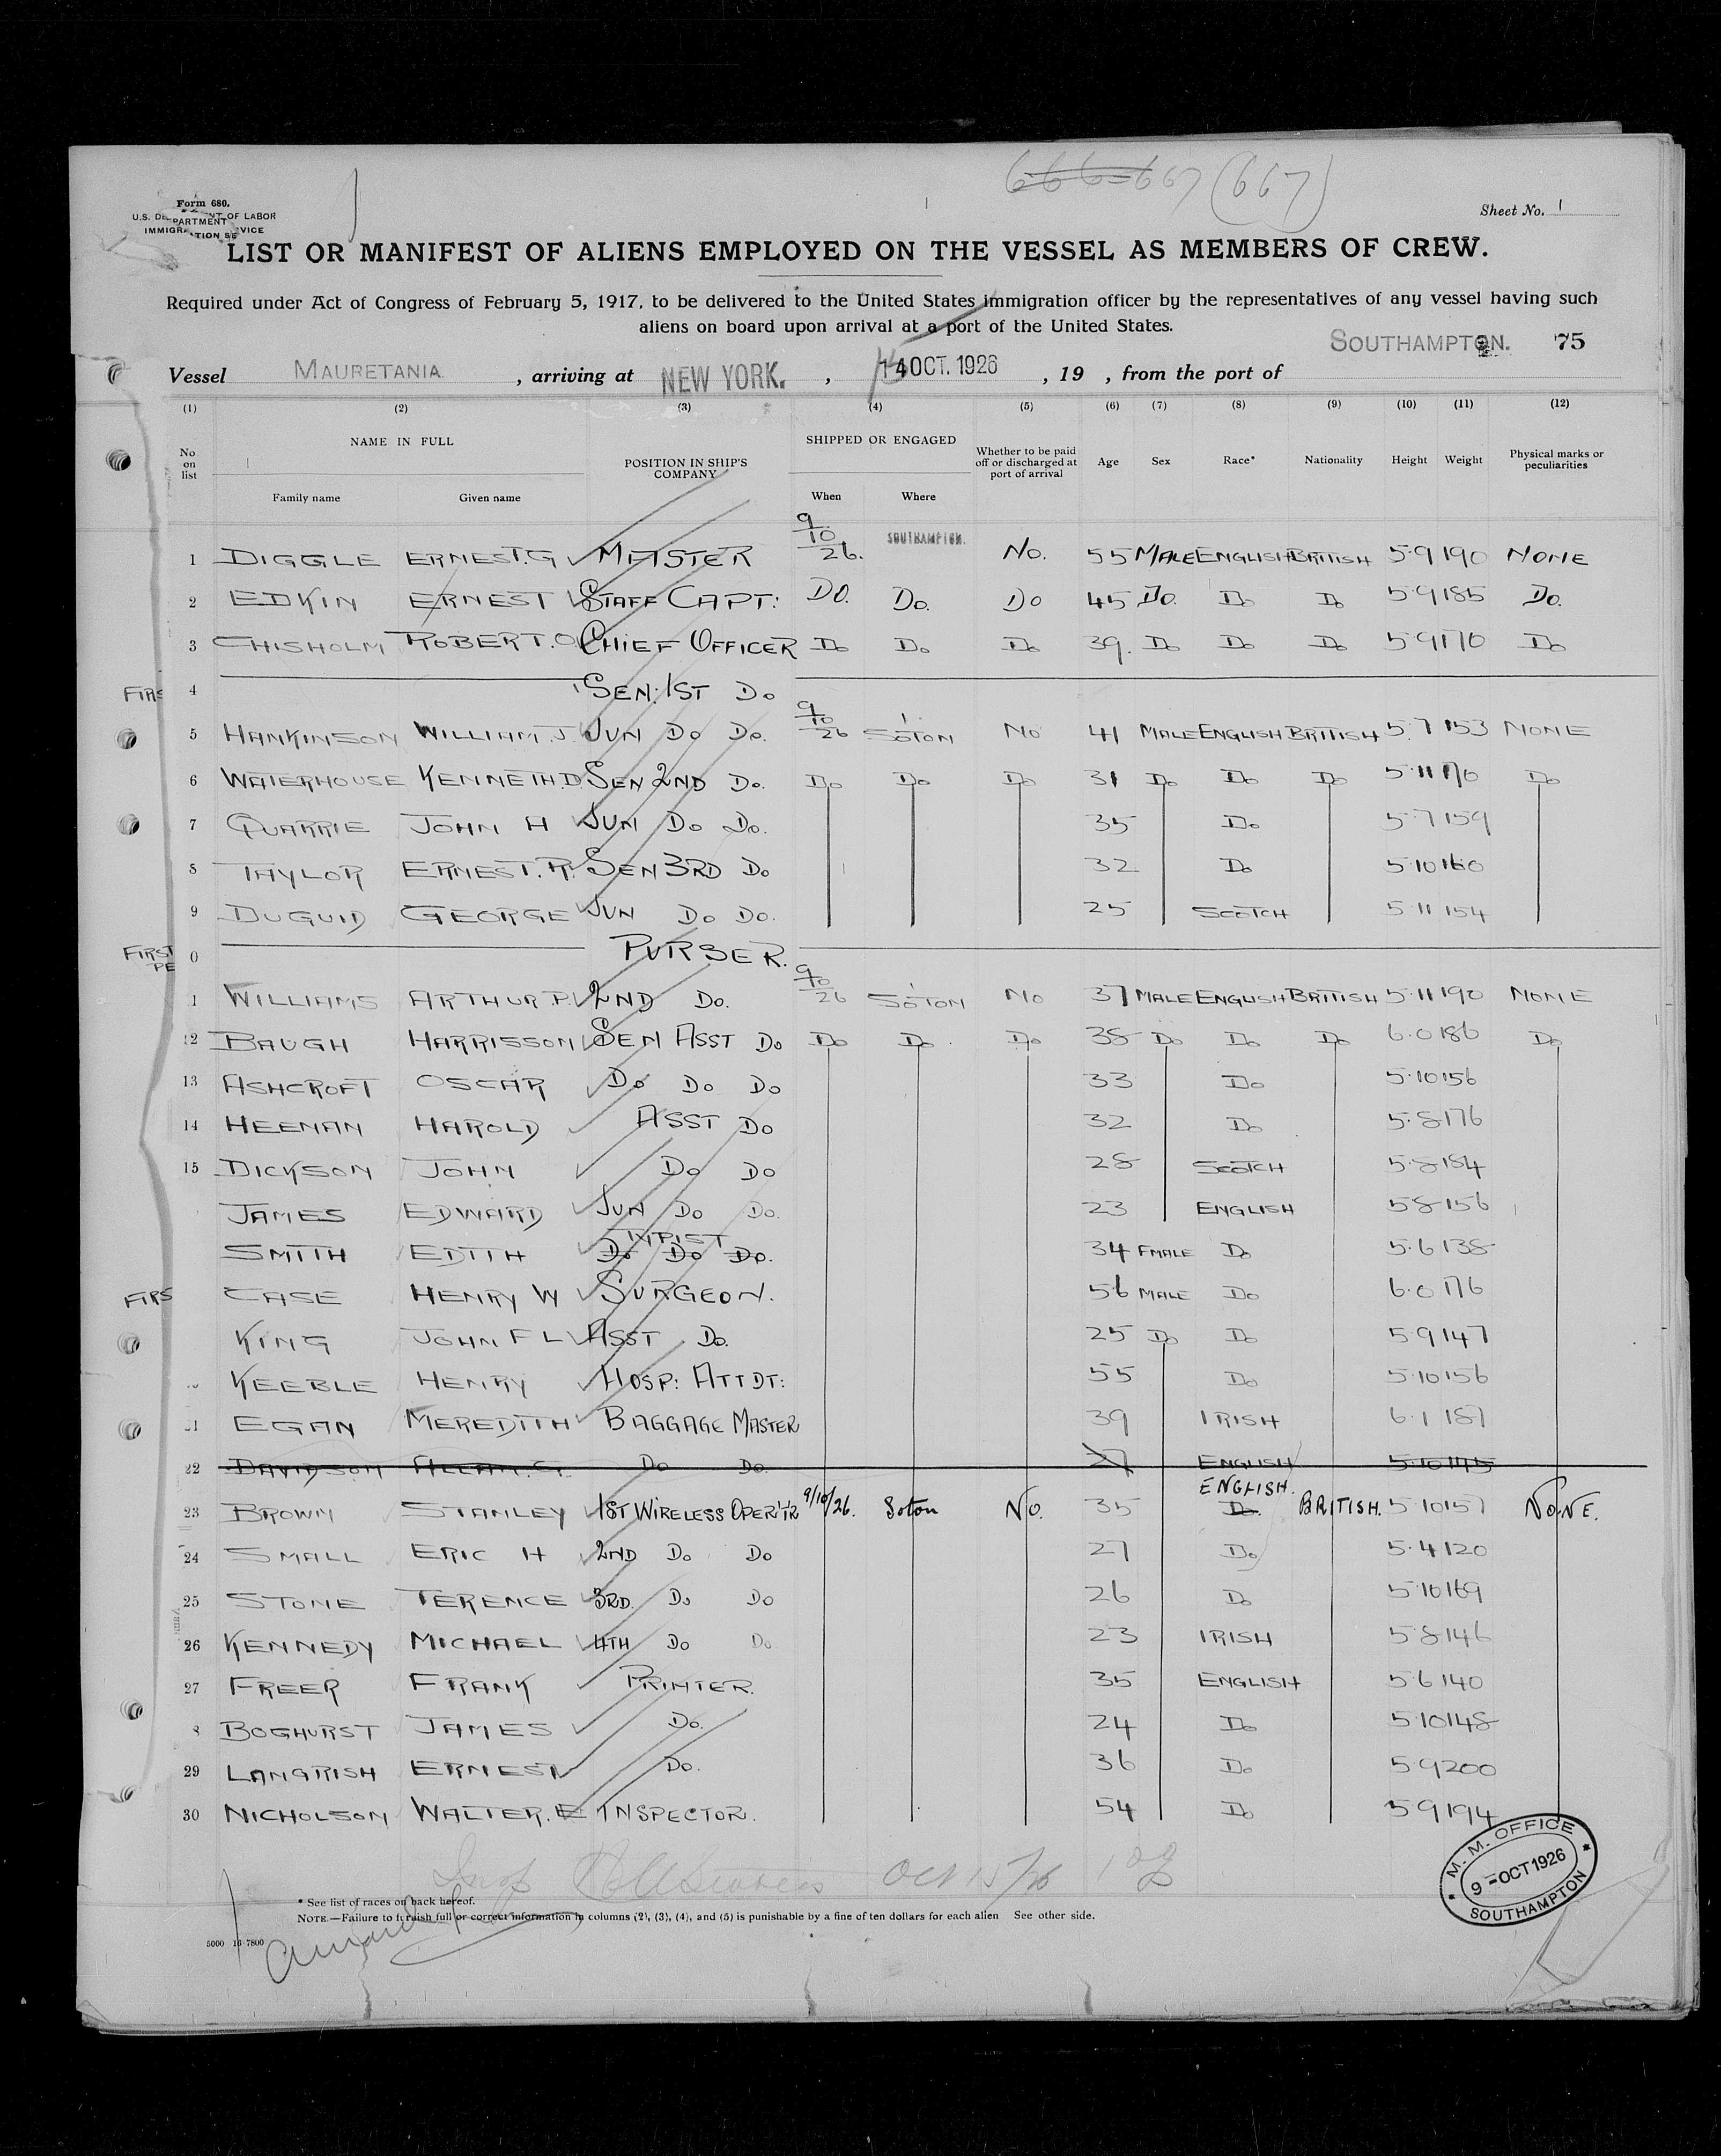 666-667 (667)
Form 680.
U.S. DEPARTMENT OF LABOR
IMMIGRATION SERVICE
Sheet No. 1
LIST OR MANIFEST OF ALIENS EMPLOYED ON THE VESSEL AS MEMBERS OF CREW.
Required under Act of Congress of February 5, 1917, to be delivered to the United States immigration officer by the representatives of any vessel having such
aliens on board upon arrival at a port of the United States.
Vessel MAURETANIA , arriving at NEW YORK. , 14 OCT. 1926 , 19 , from the port of SOUTHAMPTON. 75
(1) (2) (3) (4) (5) (6) (7) (8) (9) (10) (11) (12)
No on list NAME IN FULL Family name Given name POSITION IN SHIP'S COMPANY SHIPPED OR ENGAGED When Where Whether to be paid off or discharged at port of arrival Age Sex Race* Nationality Height Weight Physical marks or peculiarities
1 DIGGLE ERNEST.G MASTER 9/10/26. SOUTHAMPTON. No. 55 MALE ENGLISH BRITISH 5·9 190 NONE
2 EDKIN ERNEST STAFF CAPT: DO. Do. Do 45 Do. Do Do 5·9 185 Do.
3 CHISHOLM ROBERT.O CHIEF OFFICER Do Do Do 39. Do Do Do 5·9 170 Do
FIRS 4 SEN: 1ST Do
5 HANKINSON WILLIAM.J. JUN Do Do. 9/10/26 SOTON NO 41 MALE ENGLISH BRITISH 5·7 153 NONE
6 WATERHOUSE KENNETH.D. SEN 2ND Do. Do Do Do 31 Do Do Do 5·11 170 Do
7 QUARRIE JOHN H JUN Do Do. 35 Do 5·7 159
8 TAYLOR ERNEST.R. SEN 3RD Do 32 Do 5·10 160
9 DUGUID GEORGE JUN Do Do. 25 SCOTCH 5·11 154
FIRST PE 0 PURSER.
1 WILLIAMS ARTHUR.P. 2ND Do. 9/10/26 SOTON NO 37 MALE ENGLISH BRITISH 5·11 190 NONE
12 BAUGH HARRISSON SEN ASST Do Do Do. Do 38 Do Do Do 6·0 186 Do
13 ASHCROFT OSCAR Do Do Do 33 Do 5·10 156
14 HEENAN HAROLD ASST Do 32 Do 5·8 176
15 DICKSON JOHN Do Do 28 SCOTCH 5·8 184
JAMES EDWARD JUN Do Do. 23 ENGLISH 5·8 156
TYPIST
SMITH EDITH Do Do Do. 34 FMALE Do 5·6 138
FIRS CASE HENRY W SURGEON. 56 MALE Do 6·0 176
KING JOHN F L ASST Do. 25 Do Do 5 9 147
KEEBLE HENRY HOSP: ATTDT: 55 Do 5·10 156
EGAN MEREDITH BAGGAGE MASTER 39 IRISH 6·1 187
22 DAVIDSON ALLAN.G. Do Do. 27 ENGLISH 5·10 145
ENGLISH.
23 BROWN STANLEY 1ST WIRELESS OPER'TR 9/10/26. Soton No. 35 Do. BRITISH. 5·10 157 NONE.
24 SMALL ERIC H 2ND Do Do 27 Do 5·4 120
25 STONE TERENCE 3RD. Do Do 26 Do 5·10 169
26 KENNEDY MICHAEL 4TH Do Do 23 IRISH 5·8 146
27 FREER FRANK PRINTER. 35 ENGLISH 5·6 140
8 BOGHURST JAMES Do. 24 Do 5·10 148
29 LANGRISH ERNEST Do. 36 Do 5 9 200
30 NICHOLSON WALTER.E INSPECTOR. 54 Do 5 9 194
Oct 15/26
* See list of races on back hereof.
NOTE.—Failure to furnish full or correct information in columns (2), (3), (4), and (5) is punishable by a fine of ten dollars for each alien See other side.
5000 16-7800
M. M. OFFICE
9-OCT 1926
SOUTHAMPTON